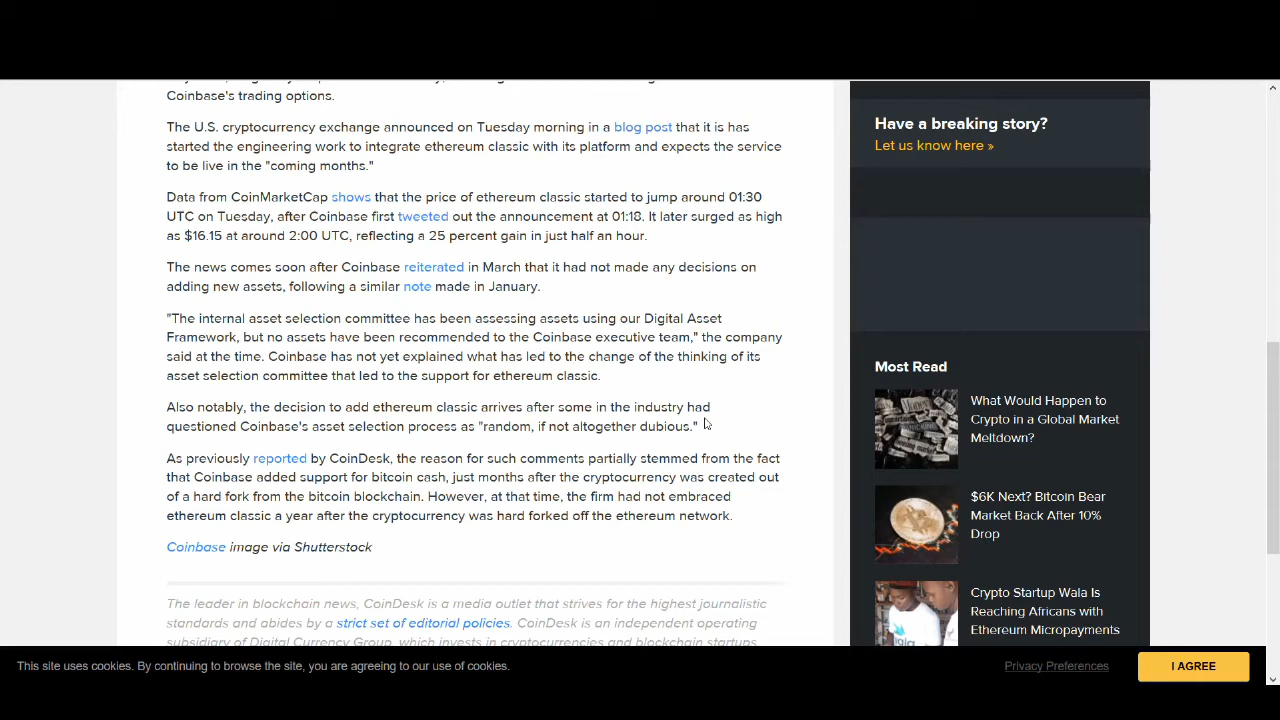 Coinbase's trading options.
The U.S. cryptocurrency exchange announced on Tuesday morning in a blog post that it is has
started the engineering work to integrate ethereum classic with its platform and expects the service
to be live in the "coming months."
Data from CoinMarketCap shows that the price of ethereum classic started to jump around 01:30
UTC on Tuesday, after Coinbase first tweeted out the announcement at 01:18. It later surged as high
as $16.15 at around 2:00 UTC, reflecting a 25 percent gain in just half an hour.
The news comes soon after Coinbase reiterated in March that it had not made any decisions on
adding new assets, following a similar note made in January.
"The internal asset selection committee has been assessing assets using our Digital Asset
Framework, but no assets have been recommended to the Coinbase executive team," the company
said at the time. Coinbase has not yet explained what has led to the change of the thinking of its
asset selection committee that led to the support for ethereum classic.
Also notably, the decision to add ethereum classic arrives after some in the industry had
questioned Coinbase's asset selection process as "random, if not altogether dubious."
As previously reported by CoinDesk, the reason for such comments partially stemmed from the fact
that Coinbase added support for bitcoin cash, just months after the cryptocurrency was created out
of a hard fork from the bitcoin blockchain. However, at that time, the firm had not embraced
ethereum classic a year after the cryptocurrency was hard forked off the ethereum network.
Coinbase image via Shutterstock
The leader in blockchain news, CoinDesk is a media outlet that strives for the highest journalistic
standards and abides by a strict set of editorial policies. CoinDesk is an independent operating
subsidiary of Digital Currency Group, which invests in cryptocurrencies and blockchain startups.
Have a breaking story?
Let us know here »
Most Read
What Would Happen to
Crypto in a Global Market
Meltdown?
$6K Next? Bitcoin Bear
Market Back After 10%
Drop
Crypto Startup Wala Is
Reaching Africans with
Ethereum Micropayments
This site uses cookies. By continuing to browse the site, you are agreeing to our use of cookies.
Privacy Preferences
I AGREE